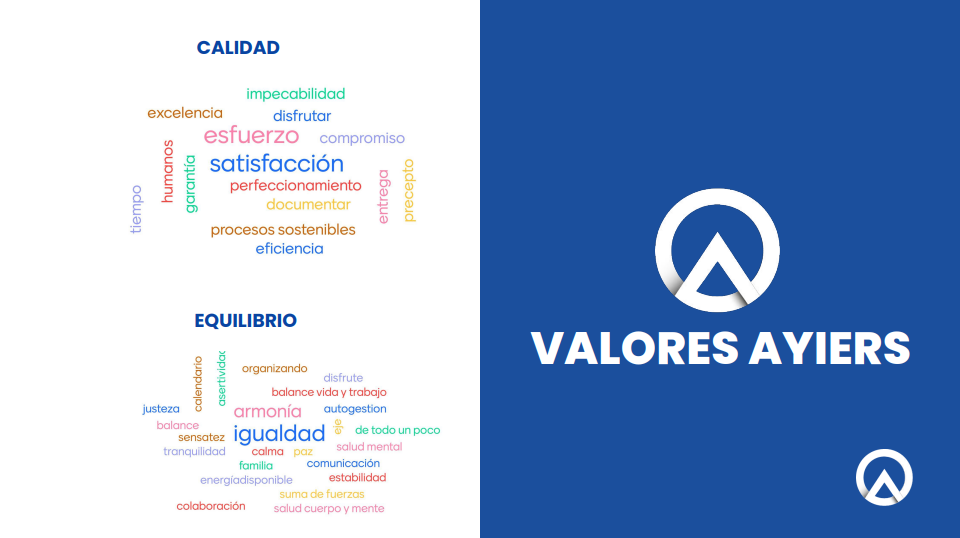 CALIDAD
impecabilidad
excelencia
disfrutar
esfuerzo
compromiso
humanos
garantía
satisfacción
perfeccionamiento
entrega
precepto
tiempo
documentar
procesos sostenibles
eficiencia
EQUILIBRIO
calendario
asertividad
organizando
disfrute
balance vida y trabajo
justeza
armonía
autogestion
balance
eje
sensatez
igualdad
de todo un poco
tranquilidad
calma
paz
salud mental
familia
comunicación
energíadisponible
estabilidad
suma de fuerzas
colaboración
salud cuerpo y mente
VALORES AYIERS